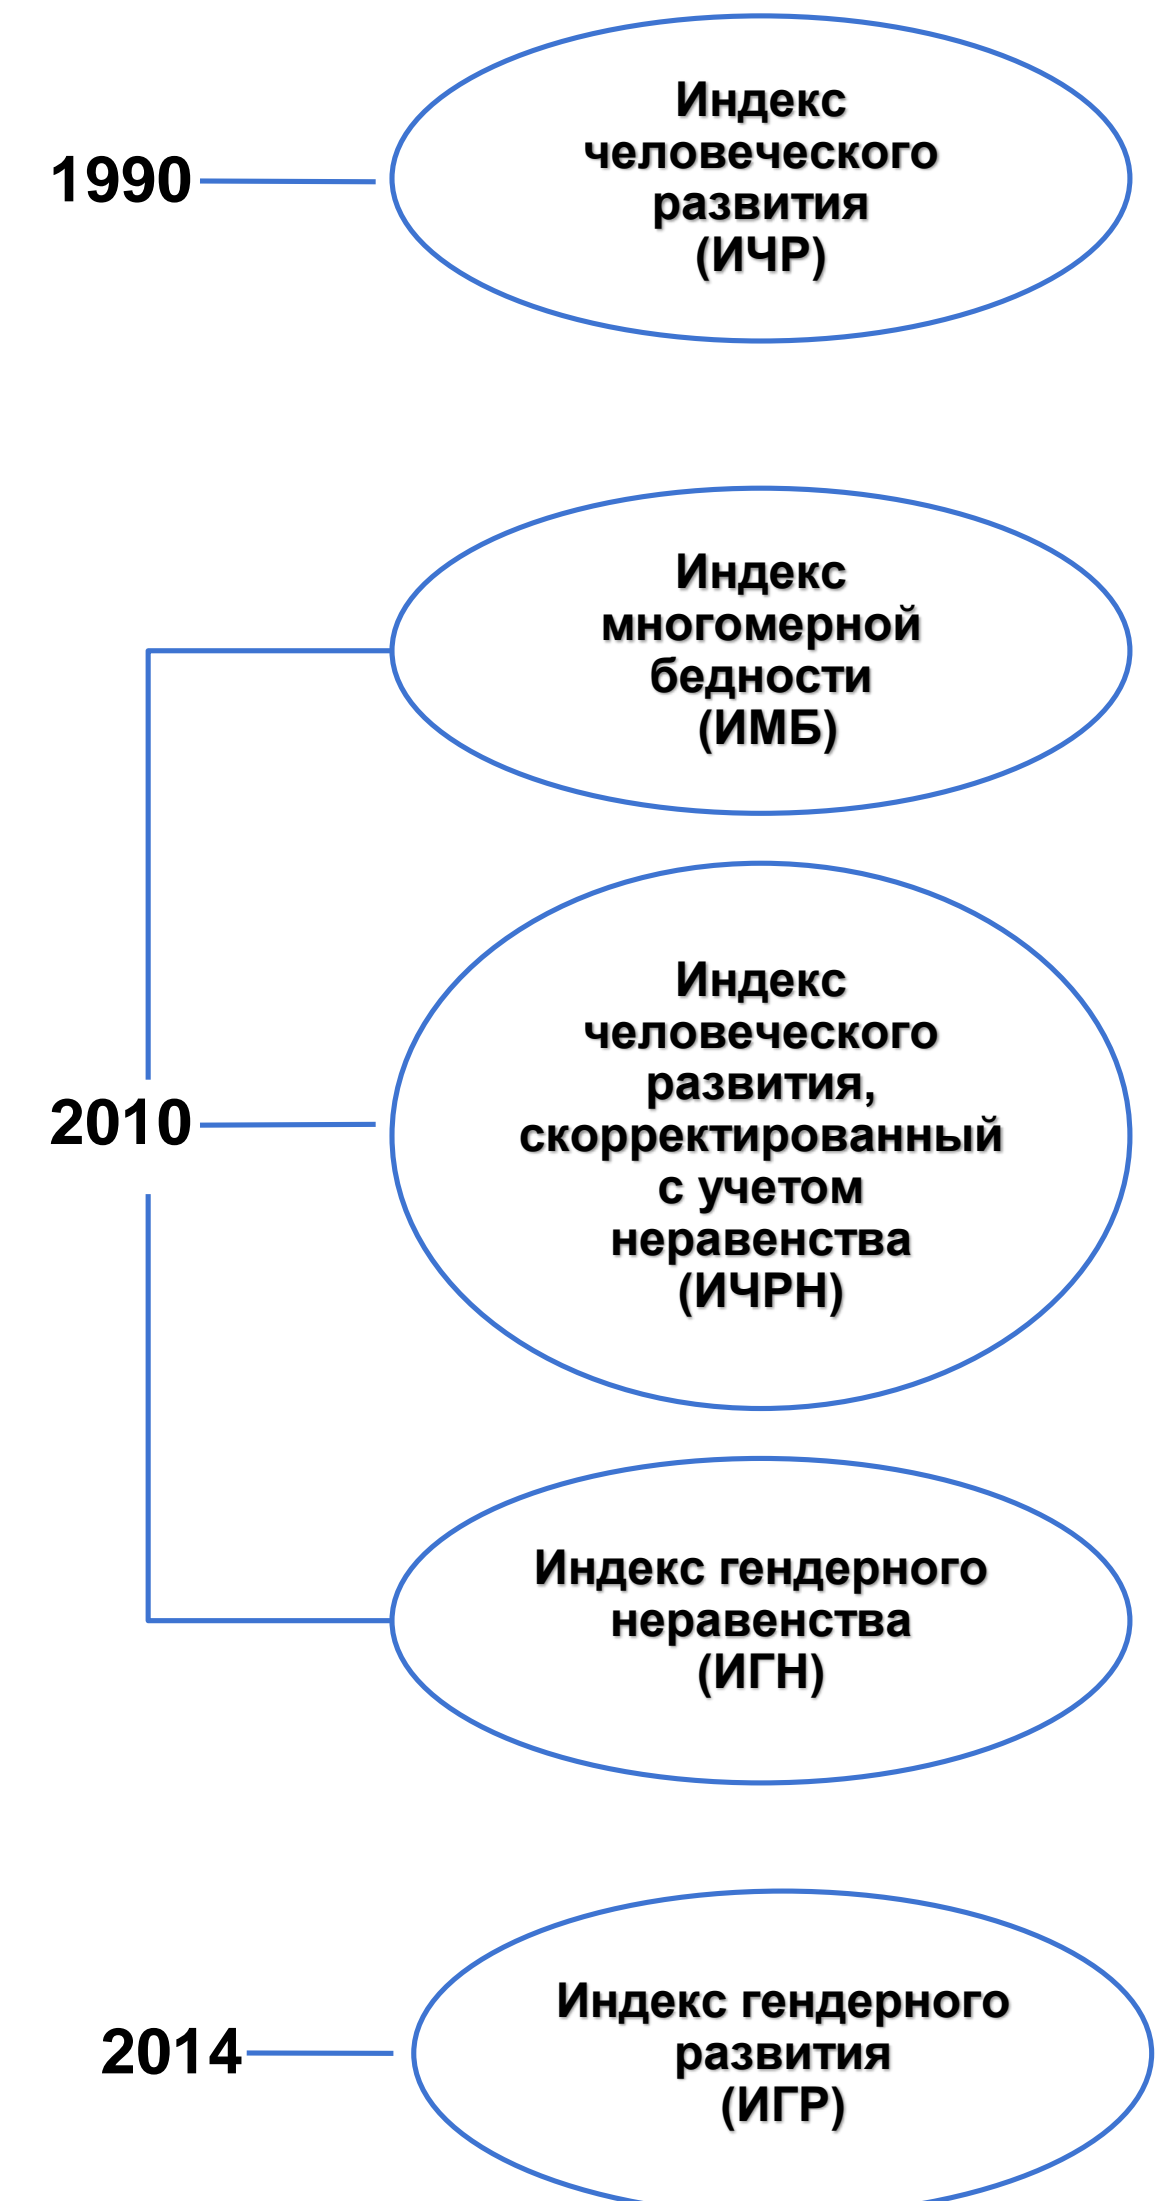 1990
Индекс
человеческого
развития
(ИЧР)
Индекс
многомерной
бедности
(ИМБ)
2010
Индекс
человеческого
развития,
скорректированный
с учетом
неравенства
(ИЧРН)
Индекс гендерного
неравенства
(ИГН)
2014
Индекс гендерного
развития
(ИГР)